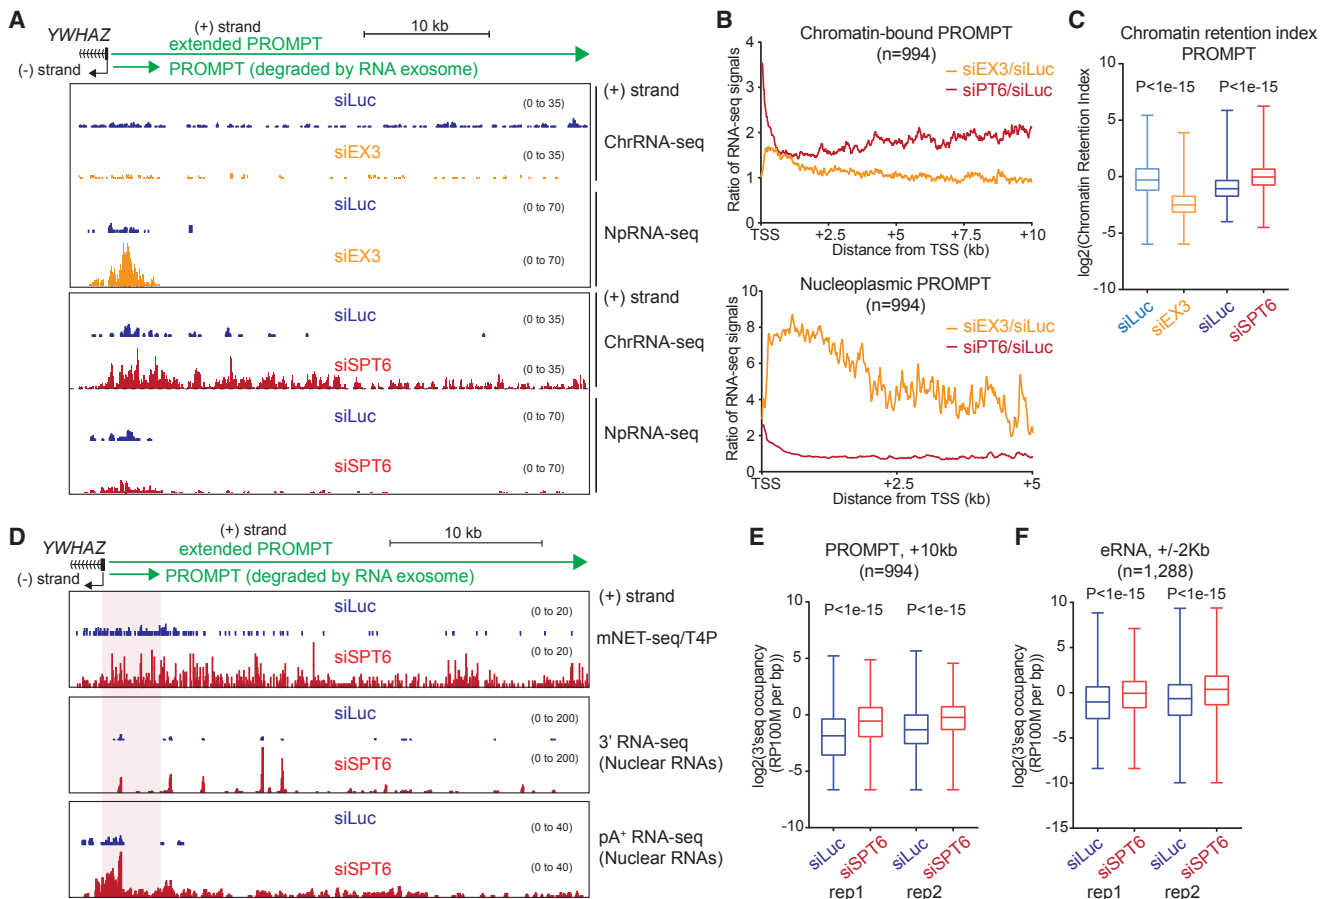 A
(+) strand
10 kb
YWHAZ
extended PROMPT
(-) strand
PROMPT (degraded by RNA exosome)
siLuc
(0 to 35)
(+) strand
ChrRNA-seq
siEX3
(0 to 35)
siLuc
(0 to 70)
NpRNA-seq
siEX3
(0 to 70)
siLuc
(0 to 35)
(+) strand
ChrRNA-seq
siSPT6
(0 to 35)
siLuc
(0 to 70)
NpRNA-seq
siSPT6
(0 to 70)
B
Chromatin-bound PROMPT
(n=994)
siEX3/siLuc
siPT6/siLuc
Ratio of RNA-seq signals
4
3
2
1
0
TSS
+2.5
+5
+7.5
+10
Distance from TSS (kb)
Nucleoplasmic PROMPT
(n=994)
siEX3/siLuc
siPT6/siLuc
Ratio of RNA-seq signals
10
8
6
4
2
0
TSS
+2.5
+5
Distance from TSS (kb)
C
Chromatin retention index
PROMPT
P<1e-15
P<1e-15
log2(Chromatin Retention Index)
10
5
0
-5
-10
siLuc
siEX3
siLuc
siSPT6
D
(+) strand
10 kb
YWHAZ
extended PROMPT
(-) strand
PROMPT (degraded by RNA exosome)
siLuc
(0 to 20)
(+) strand
mNET-seq/T4P
siSPT6
(0 to 20)
siLuc
(0 to 200)
3' RNA-seq
(Nuclear RNAs)
siSPT6
(0 to 200)
siLuc
(0 to 40)
pA+ RNA-seq
(Nuclear RNAs)
siSPT6
(0 to 40)
E
PROMPT, +10kb
(n=994)
P<1e-15
P<1e-15
log2(3'seq occupancy
(RP100M per bp))
10
5
0
-5
-10
siLuc
siSPT6
siLuc
siSPT6
rep1
rep2
F
eRNA, +/-2Kb
(n=1,288)
P<1e-15
P<1e-15
log2(3'seq occupancy
(RP100M per bp))
10
5
0
-5
-10
-15
siLuc
siSPT6
siLuc
siSPT6
rep1
rep2